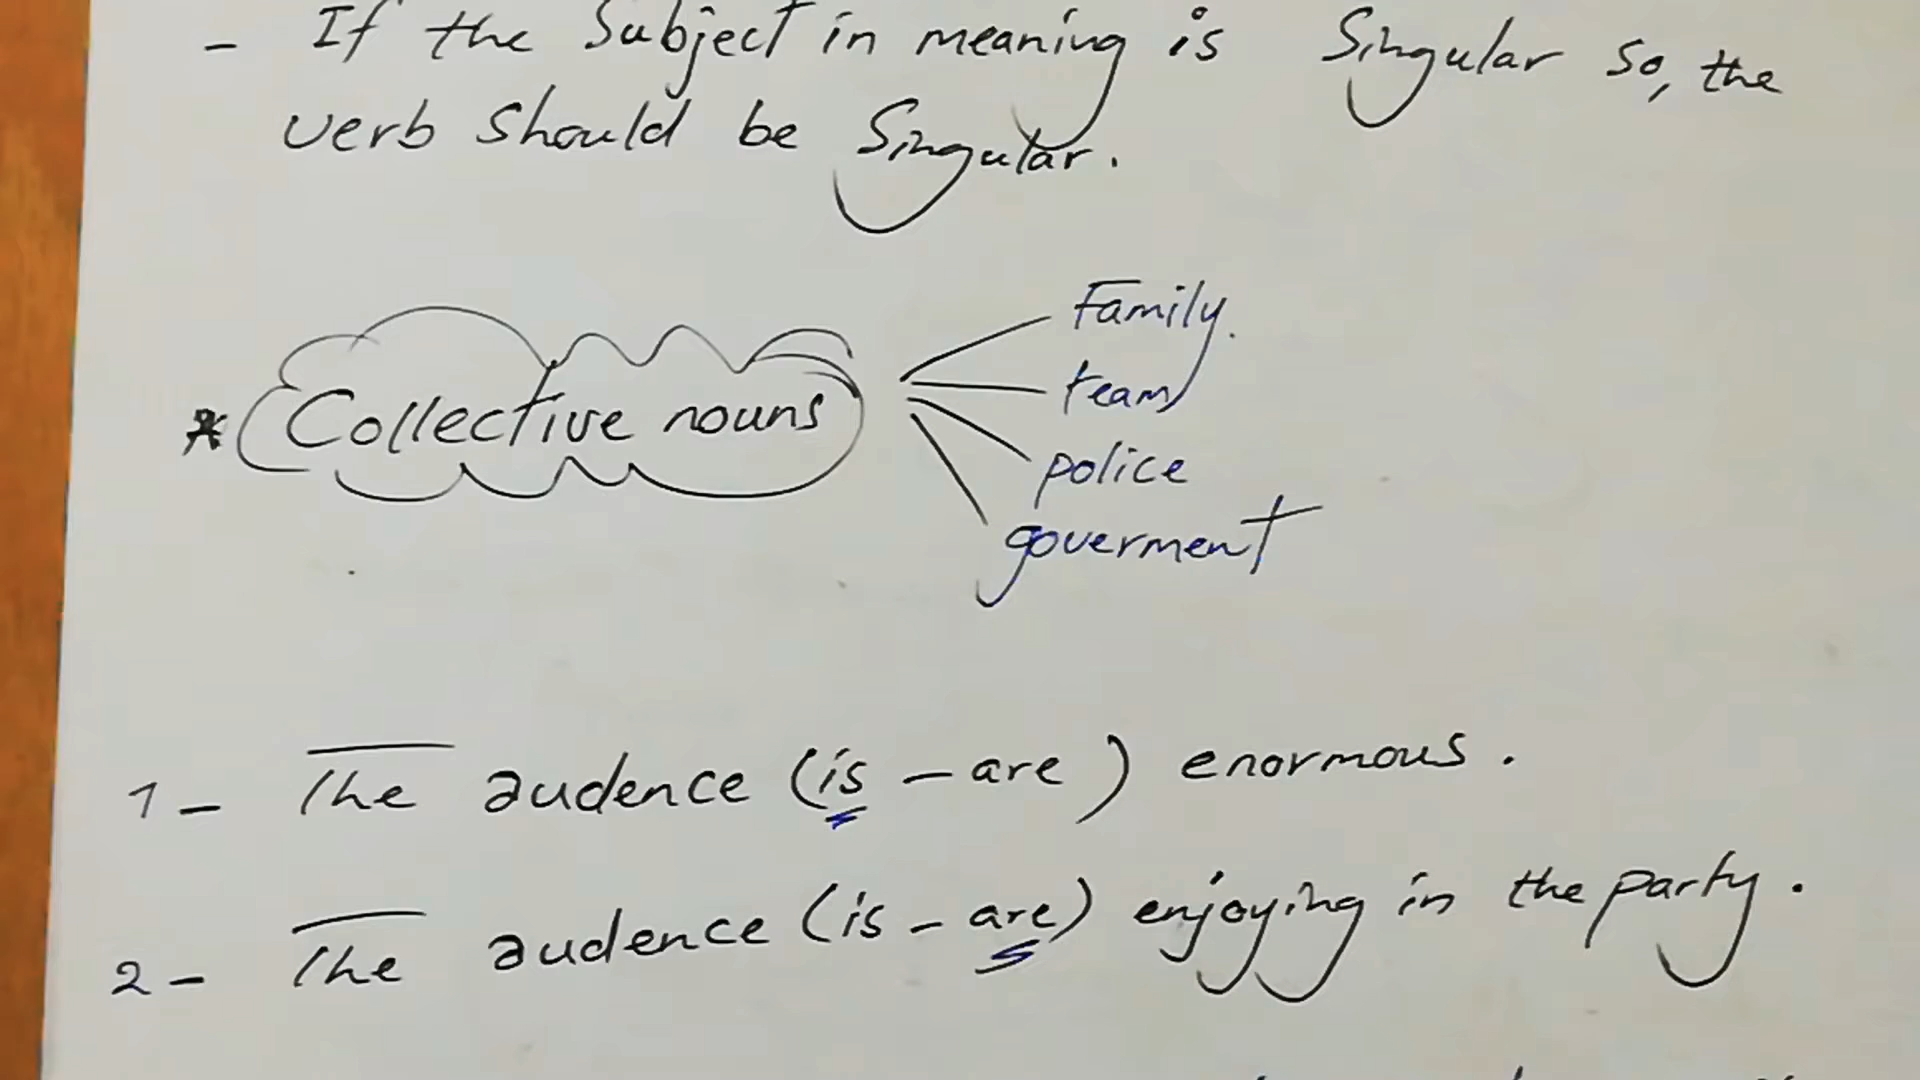 - If the Subject in meaning is Singular so, the
verb should be Singular.
* Collective nouns
Family.
team
police
goverment
1 - The audence (is - are) enormous.
2 - The audence (is - are) enjoying in the party.